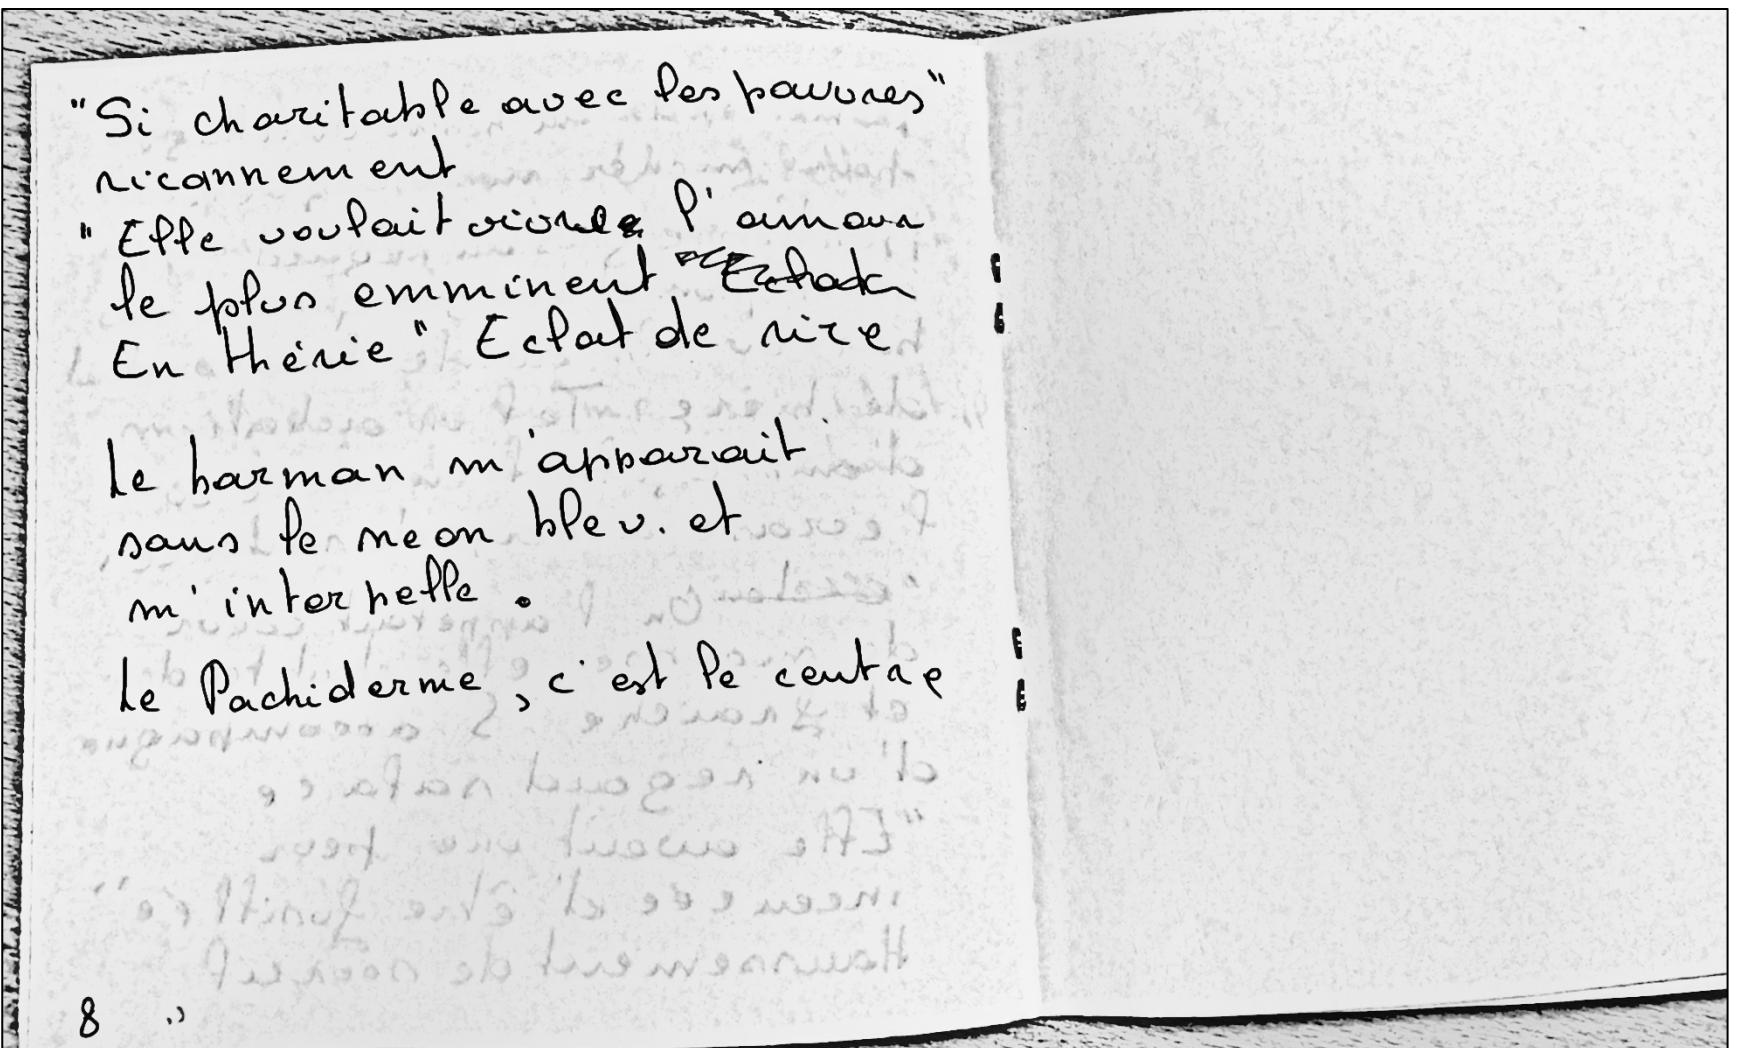 "Si charitable avec les pauvres"
ricannement
"Elle voulait vivre l'amour
le plus emminent
En thérie" Eclat de rire
Le barman m'apparait
sous le neon bleu. et
m'interpelle.
Le Pachiderme, c'est le centre
8